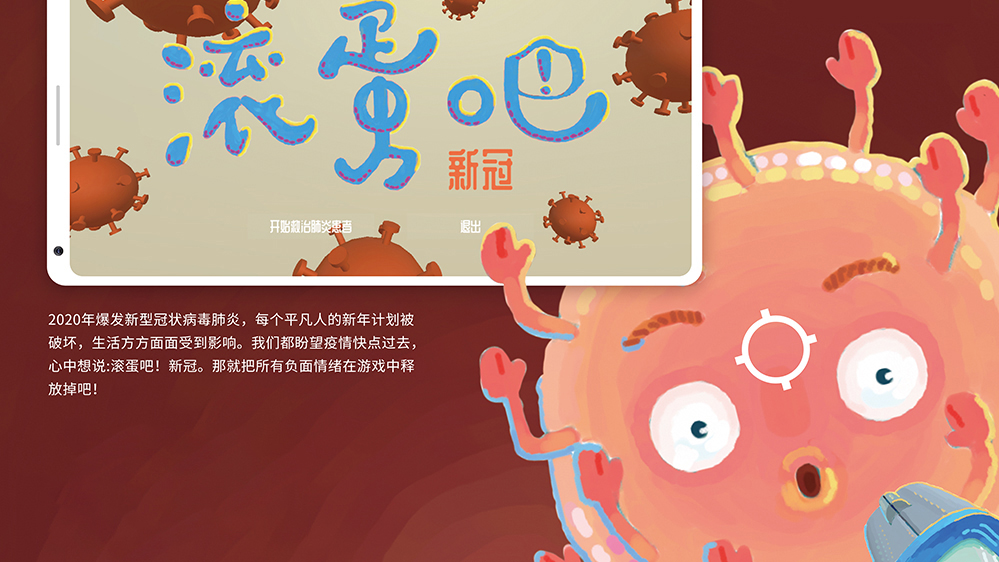 滚蛋吧
新冠
开始救治肺炎患者
退出
2020年爆发新型冠状病毒肺炎，每个平凡人的新年计划被
破坏，生活方方面面受到影响。我们都盼望疫情快点过去，
心中想说:滚蛋吧！新冠。那就把所有负面情绪在游戏中释
放掉吧！